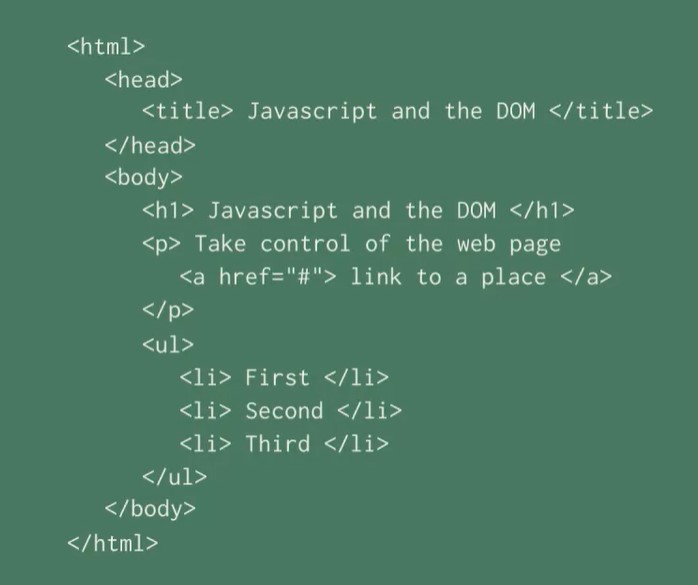 <html>
<head>
<title> Javascript and the DOM </title>
</head>
<body>
<h1> Javascript and the DOM </h1>
<p> Take control of the web page
<a href="#"> link to a place </a>
</p>
<ul>
<li> First </li>
<li> Second </li>
<li> Third </li>
</ul>
</body>
</html>